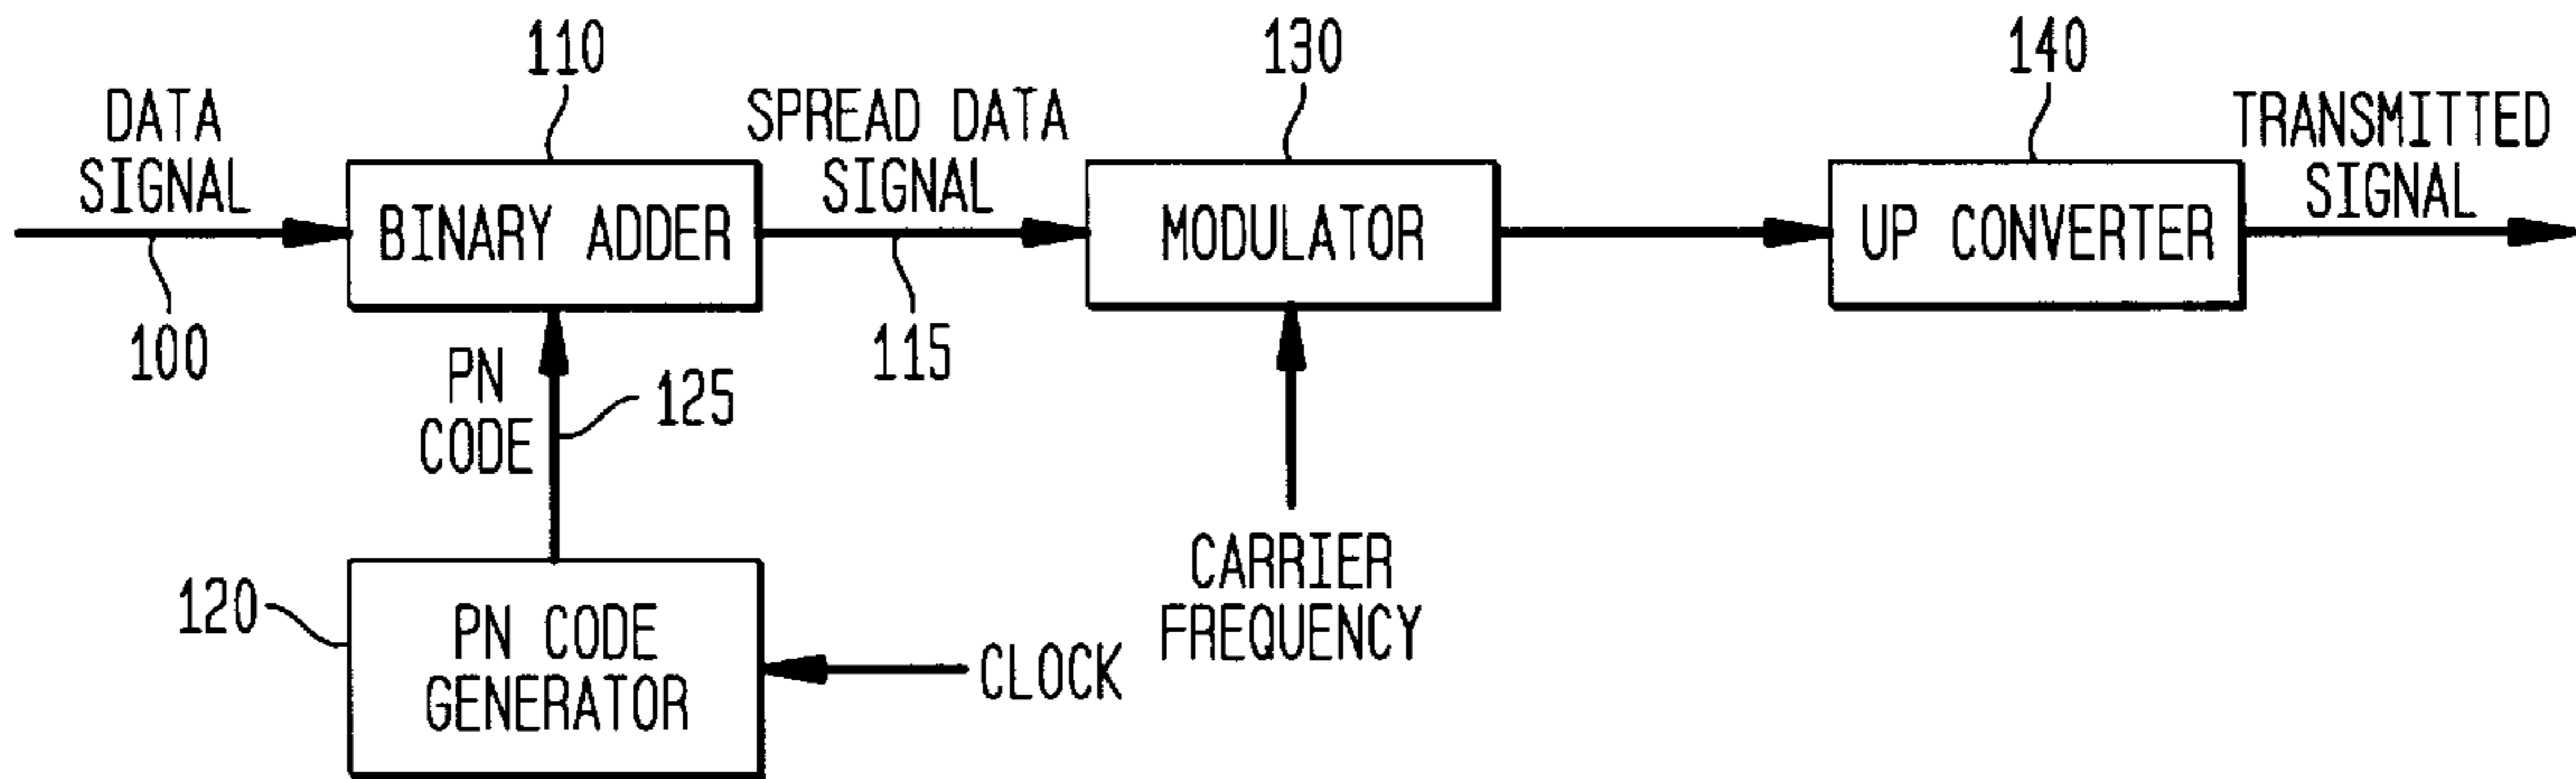 110
130
140
DATA
SIGNAL
SPREAD DATA
SIGNAL
TRANSMITTED
SIGNAL
BINARY ADDER
MODULATOR
UP CONVERTER
100
PN
CODE
125
115
CARRIER
FREQUENCY
120
PN CODE
GENERATOR
CLOCK